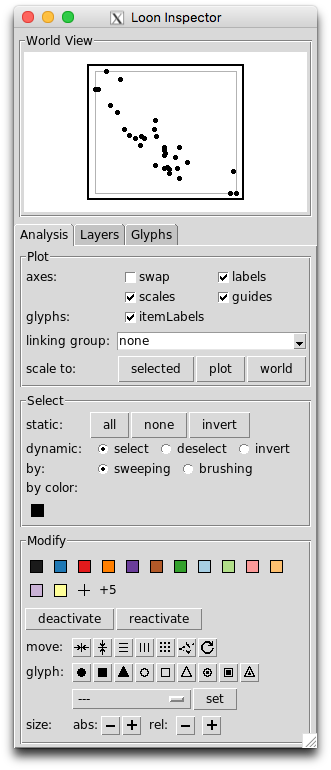 Loon Inspector
World View
Analysis Layers Glyphs
Plot
axes: swap labels
scales guides
glyphs: itemLabels
linking group: none
scale to: selected plot world
Select
static: all none invert
dynamic: select deselect invert
by: sweeping brushing
by color:
Modify
+5
deactivate reactivate
move:
glyph:
--- set
size: abs: − + rel: − +